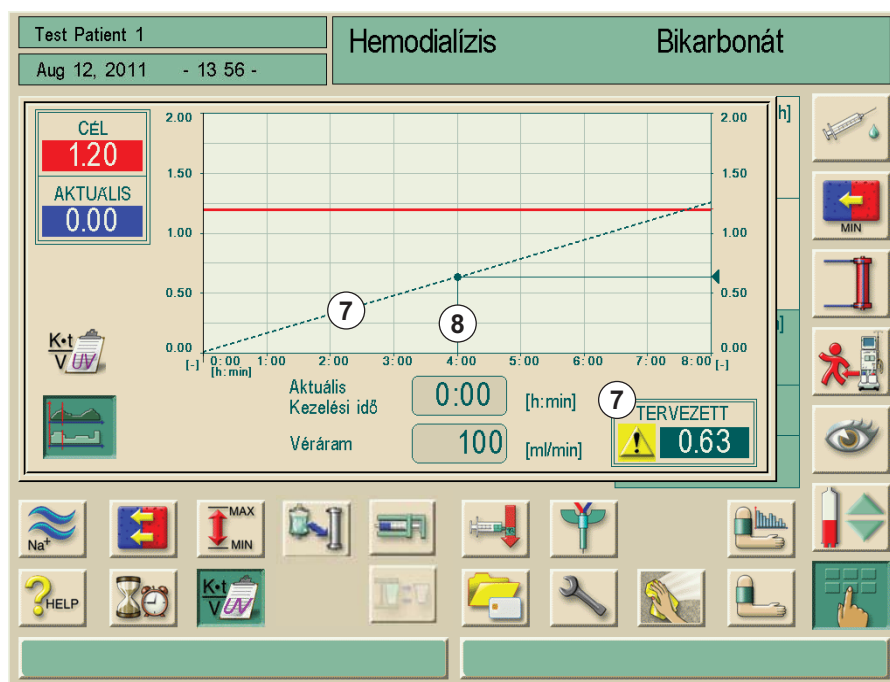 Test Patient 1
Hemodialízis Bikarbonát
Aug 12, 2011 - 13 56 -
CÉL
1.20
AKTUÁLIS
0.00
2.00 2.00
1.50 1.50
1.00 1.00
0.50 0.50
0.00 0.00
[-] 0:00 1:00 2:00 3:00 4:00 5:00 6:00 7:00 8:00 [-]
[h:min]
7
8
h]
]
K•t
V UV
Aktuális
Kezelési idő 0:00 [h:min]
Véráram 100 [ml/min]
7
TERVEZETT
0.63
MIN
Na+
MAX
MIN
HELP
K•t
V UV